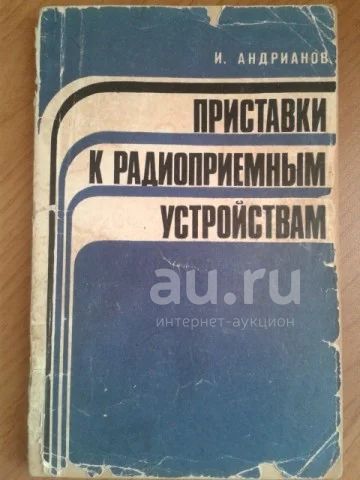 И. АНДРИАНОВ
ПРИСТАВКИ
К РАДИОПРИЕМНЫМ
УСТРОЙСТВАМ
au.ru
интернет-аукцион